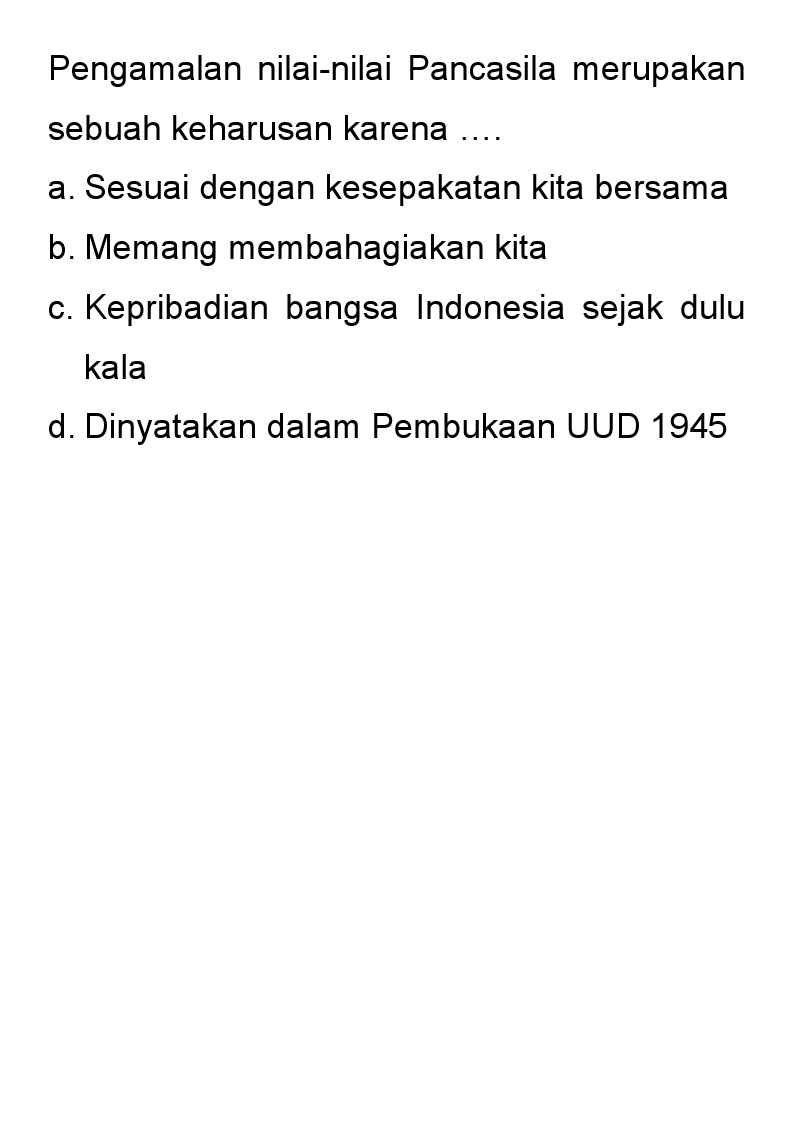 Pengamalan nilai-nilai Pancasila merupakan
sebuah keharusan karena ….
a. Sesuai dengan kesepakatan kita bersama
b. Memang membahagiakan kita
c. Kepribadian bangsa Indonesia sejak dulu
kala
d. Dinyatakan dalam Pembukaan UUD 1945